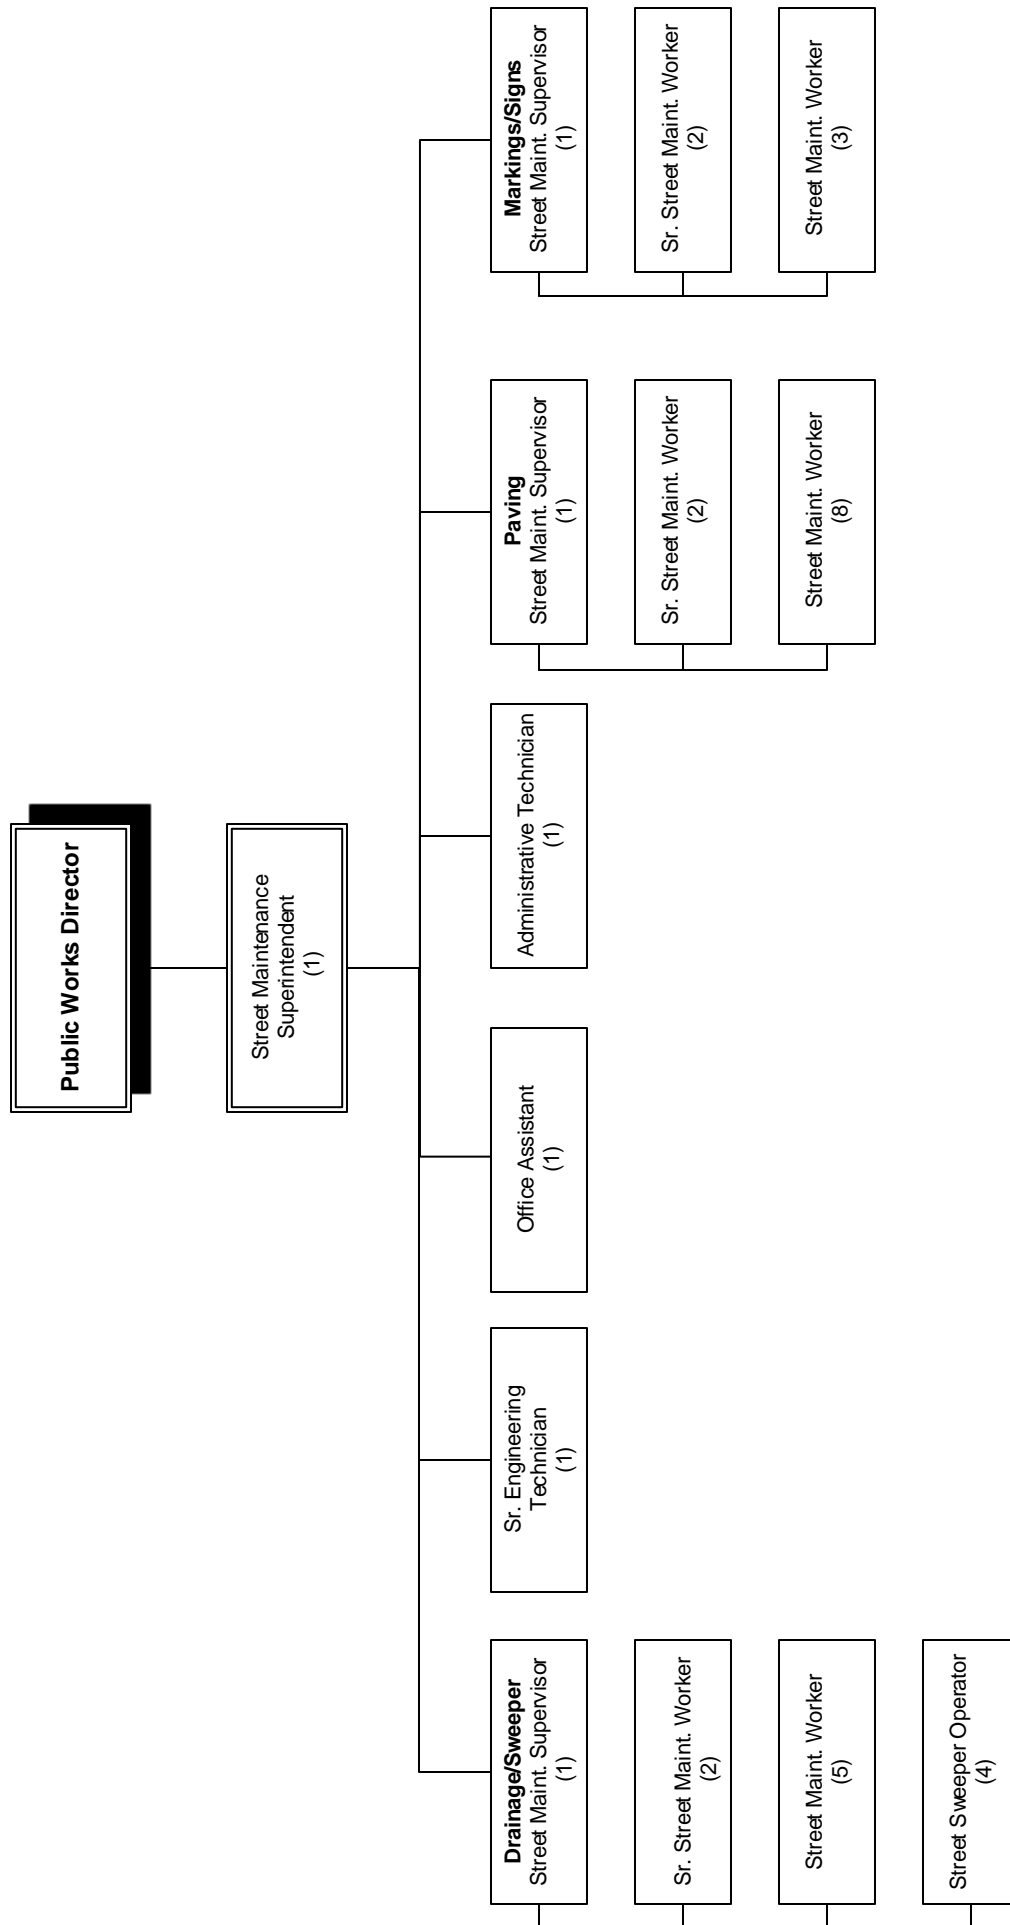 Public Works Director
Street Maintenance
Superintendent
(1)
Drainage/Sweeper
Street Maint. Supervisor
(1)
Sr. Street Maint. Worker
(2)
Street Maint. Worker
(5)
Street Sweeper Operator
(4)
Sr. Engineering
Technician
(1)
Office Assistant
(1)
Administrative Technician
(1)
Paving
Street Maint. Supervisor
(1)
Sr. Street Maint. Worker
(2)
Street Maint. Worker
(8)
Markings/Signs
Street Maint. Supervisor
(1)
Sr. Street Maint. Worker
(2)
Street Maint. Worker
(3)